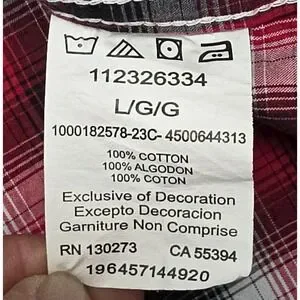 112326334
L/G/G
1000182578-23C- 4500644313
100% COTTON
100% ALGODON
100% COTON
Exclusive of Decoration
Excepto Decoracion
Garniture Non Comprise
RN 130273 CA 55394
196457144920